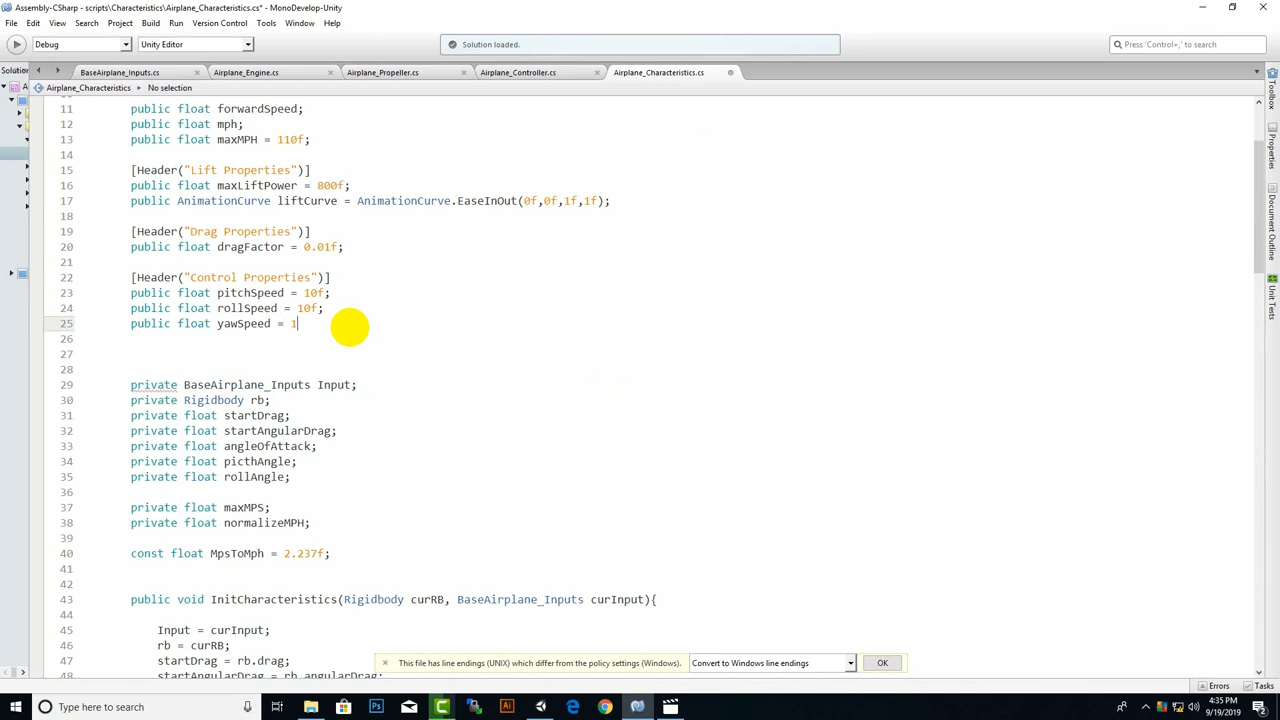 Assembly-CSharp - scripts\Characteristics\Airplane_Characteristics.cs* - MonoDevelop-Unity
File Edit View Search Project Build Run Version Control Tools Window Help
Debug Unity Editor Solution loaded. Press 'Control+,' to search
Solution BaseAirplane_Inputs.cs Airplane_Engine.cs Airplane_Propeller.cs Airplane_Controller.cs Airplane_Characteristics.cs
Airplane_Characteristics No selection
11 public float forwardSpeed;
12 public float mph;
13 public float maxMPH = 110f;
14
15 [Header("Lift Properties")]
16 public float maxLiftPower = 800f;
17 public AnimationCurve liftCurve = AnimationCurve.EaseInOut(0f,0f,1f,1f);
18
19 [Header("Drag Properties")]
20 public float dragFactor = 0.01f;
21
22 [Header("Control Properties")]
23 public float pitchSpeed = 10f;
24 public float rollSpeed = 10f;
25 public float yawSpeed = 1
26
27
28
29 private BaseAirplane_Inputs Input;
30 private Rigidbody rb;
31 private float startDrag;
32 private float startAngularDrag;
33 private float angleOfAttack;
34 private float picthAngle;
35 private float rollAngle;
36
37 private float maxMPS;
38 private float normalizeMPH;
39
40 const float MpsToMph = 2.237f;
41
42
43 public void InitCharacteristics(Rigidbody curRB, BaseAirplane_Inputs curInput){
44
45 Input = curInput;
46 rb = curRB;
47 startDrag = rb.drag;
48 startAngularDrag = rb.angularDrag;
This file has line endings (UNIX) which differ from the policy settings (Windows). Convert to Windows line endings OK
Toolbox
Properties
Document Outline
Unit Tests
Errors Tasks
Type here to search
4:35 PM
9/19/2019